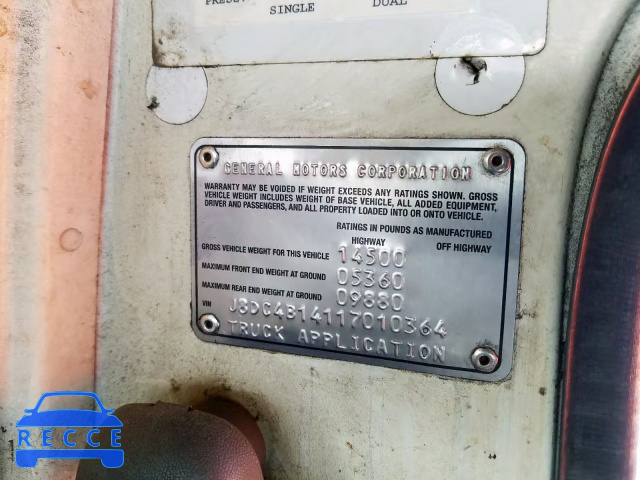 SINGLE DUAL
GENERAL MOTORS CORPORATION
WARRANTY MAY BE VOIDED IF WEIGHT EXCEEDS ANY RATINGS SHOWN. GROSS
VEHICLE WEIGHT INCLUDES WEIGHT OF BASE VEHICLE, ALL ADDED EQUIPMENT,
DRIVER AND PASSENGERS, AND ALL PROPERTY LOADED INTO OR ONTO VEHICLE.
RATINGS IN POUNDS AS MANUFACTURED
HIGHWAY OFF HIGHWAY
GROSS VEHICLE WEIGHT FOR THIS VEHICLE 14500
MAXIMUM FRONT END WEIGHT AT GROUND 05360
MAXIMUM REAR END WEIGHT AT GROUND 09880
VIN J8DC4B14117010364
TRUCK APPLICATION
RECCE